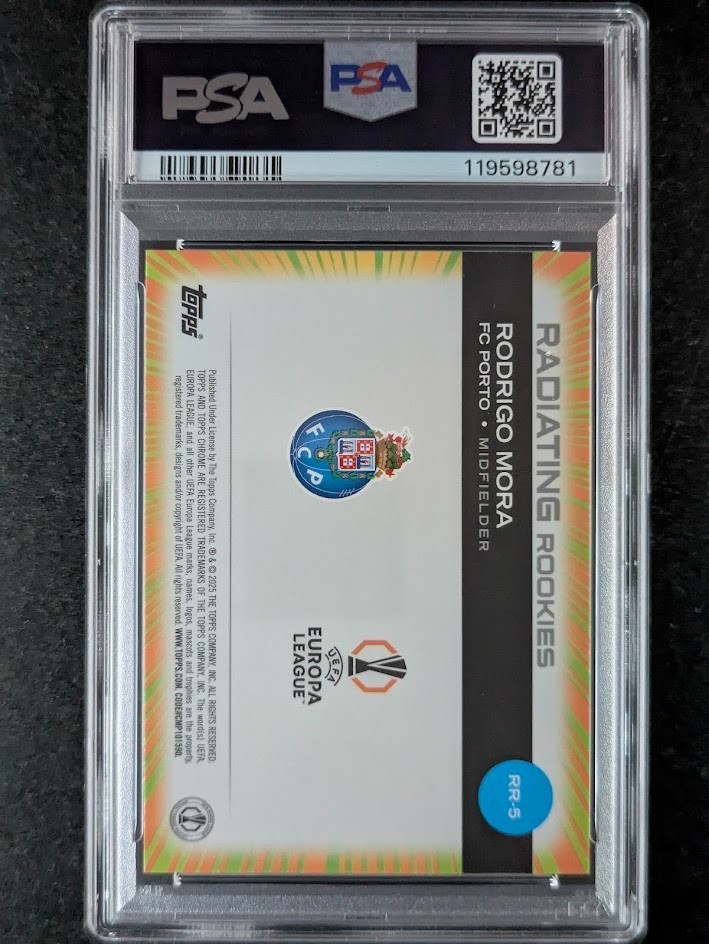 PSA
PSA
119598781
RADIATING ROOKIES
RODRIGO MORA
FC PORTO • MIDFIELDER
RR-5
FCP
UEFA
EUROPA
LEAGUE™
topps®
Published Under License by The Topps Company, Inc. ® & © 2025 THE TOPPS COMPANY, INC. ALL RIGHTS RESERVED.
TOPPS AND TOPPS CHROME ARE REGISTERED TRADEMARKS OF THE TOPPS COMPANY, INC. The word(s) UEFA,
EUROPA LEAGUE, and all other UEFA Europa League marks, names, logos, mascots and trophies are the property,
registered trademarks, designs and/or copyright of UEFA. All rights reserved. WWW.TOPPS.COM. CODE#CMP101590.